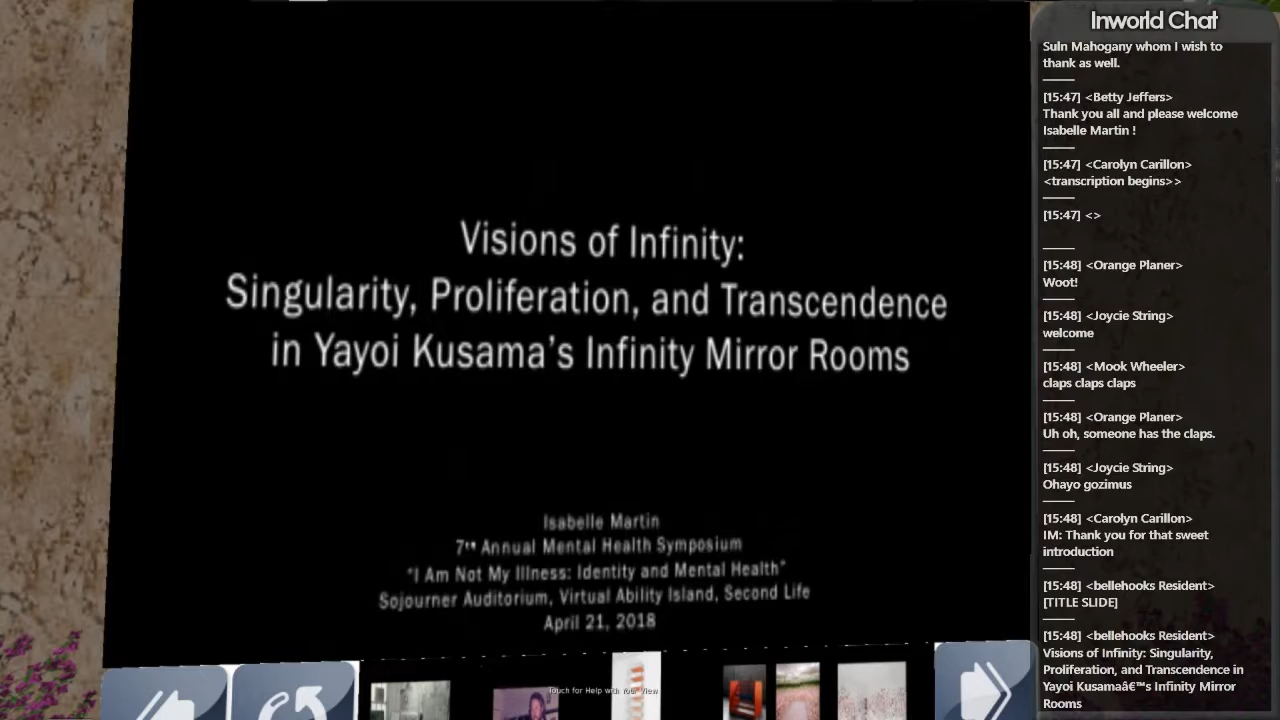 Visions of Infinity:
Singularity, Proliferation, and Transcendence
in Yayoi Kusama's Infinity Mirror Rooms
Isabelle Martin
7th Annual Mental Health Symposium
"I Am Not My Illness: Identity and Mental Health"
Sojourner Auditorium, Virtual Ability Island, Second Life
April 21, 2018
Touch for Help with Your View
Inworld Chat
Suln Mahogany whom I wish to
thank as well.
[15:47] <Betty Jeffers>
Thank you all and please welcome
Isabelle Martin !
[15:47] <Carolyn Carillon>
<transcription begins>>
[15:47] <>
[15:48] <Orange Planer>
Woot!
[15:48] <Joycie String>
welcome
[15:48] <Mook Wheeler>
claps claps claps
[15:48] <Orange Planer>
Uh oh, someone has the claps.
[15:48] <Joycie String>
Ohayo gozimus
[15:48] <Carolyn Carillon>
IM: Thank you for that sweet
introduction
[15:48] <bellehooks Resident>
[TITLE SLIDE]
[15:48] <bellehooks Resident>
Visions of Infinity: Singularity,
Proliferation, and Transcendence in
Yayoi Kusamaâ€™s Infinity Mirror
Rooms